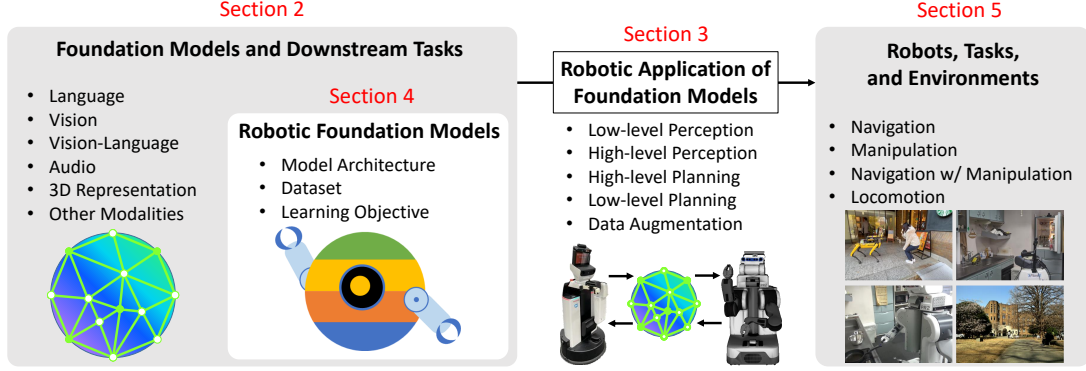 Section 2
Foundation Models and Downstream Tasks
• Language
• Vision
• Vision-Language
• Audio
• 3D Representation
• Other Modalities
Section 4
Robotic Foundation Models
• Model Architecture
• Dataset
• Learning Objective
Section 3
Robotic Application of
Foundation Models
• Low-level Perception
• High-level Perception
• High-level Planning
• Low-level Planning
• Data Augmentation
Section 5
Robots, Tasks,
and Environments
• Navigation
• Manipulation
• Navigation w/ Manipulation
• Locomotion